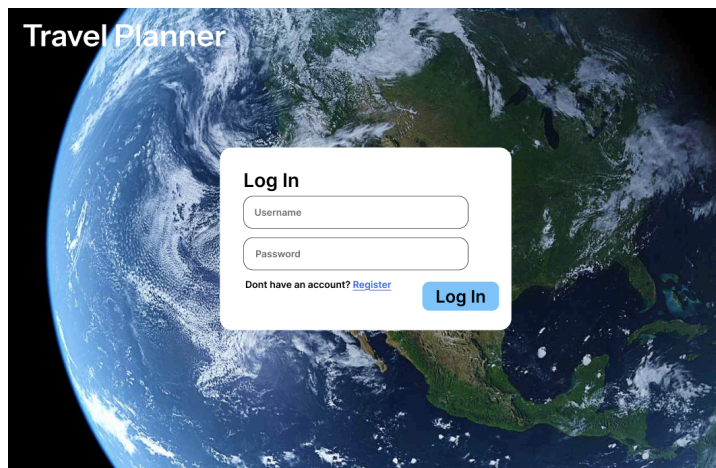 Travel Planner
Log In
Username
Password
Dont have an account? Register
Log In